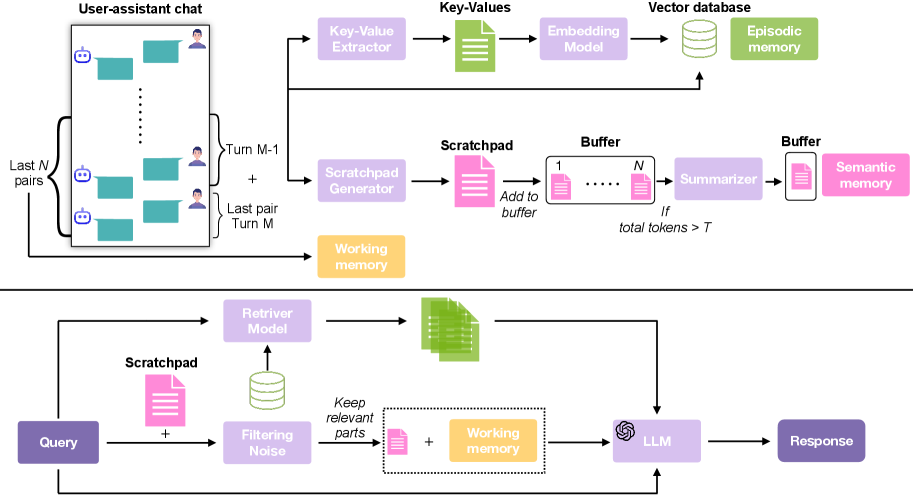 User-assistant chat
Key-Values
Vector database
Key-Value
Extractor
Embedding
Model
Episodic
memory
Last N
pairs
Turn M-1
+
Last pair
Turn M
Scratchpad
Generator
Scratchpad
Add to
buffer
Buffer
1
.....
N
If
total tokens > T
Summarizer
Buffer
Semantic
memory
Working
memory
Retriver
Model
Scratchpad
+
Query
Filtering
Noise
Keep
relevant
parts
+
Working
memory
LLM
Response